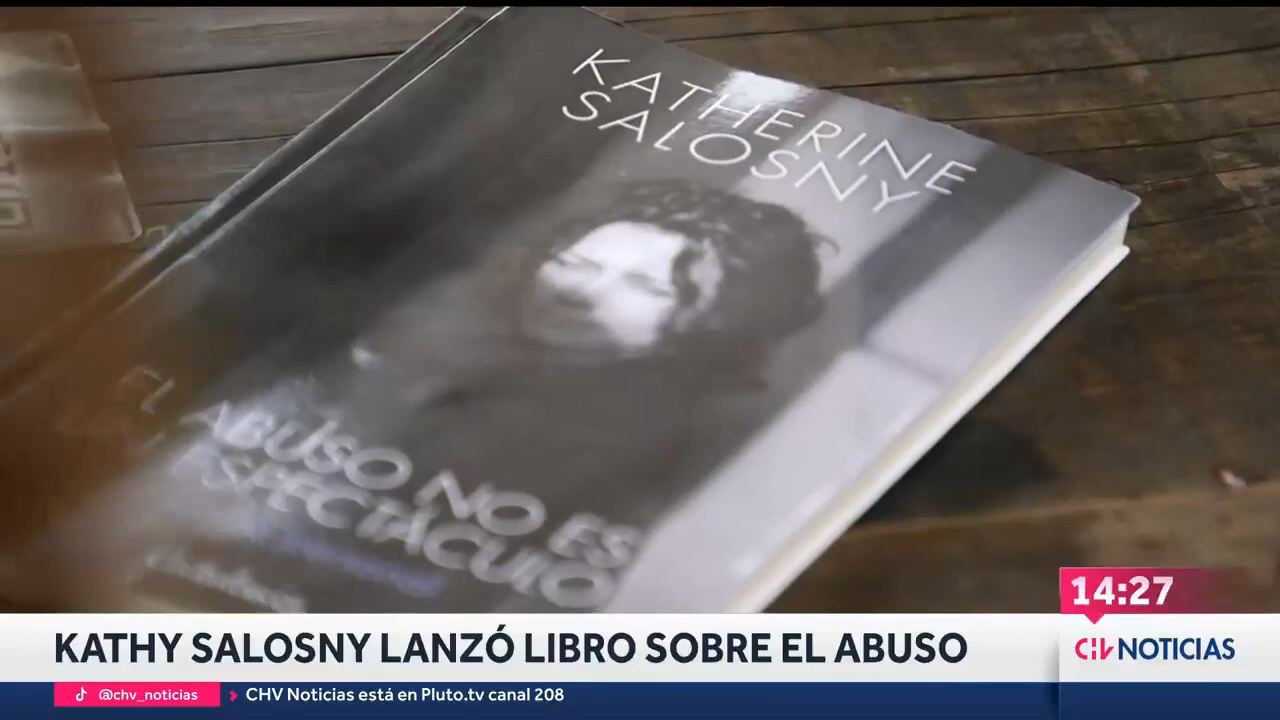 KATHERINE
SALOSNY
EL ABUSO NO ES
ESPECTÁCULO
14:27
KATHY SALOSNY LANZÓ LIBRO SOBRE EL ABUSO
CHV NOTICIAS
@chv_noticias
CHV Noticias está en Pluto.tv canal 208